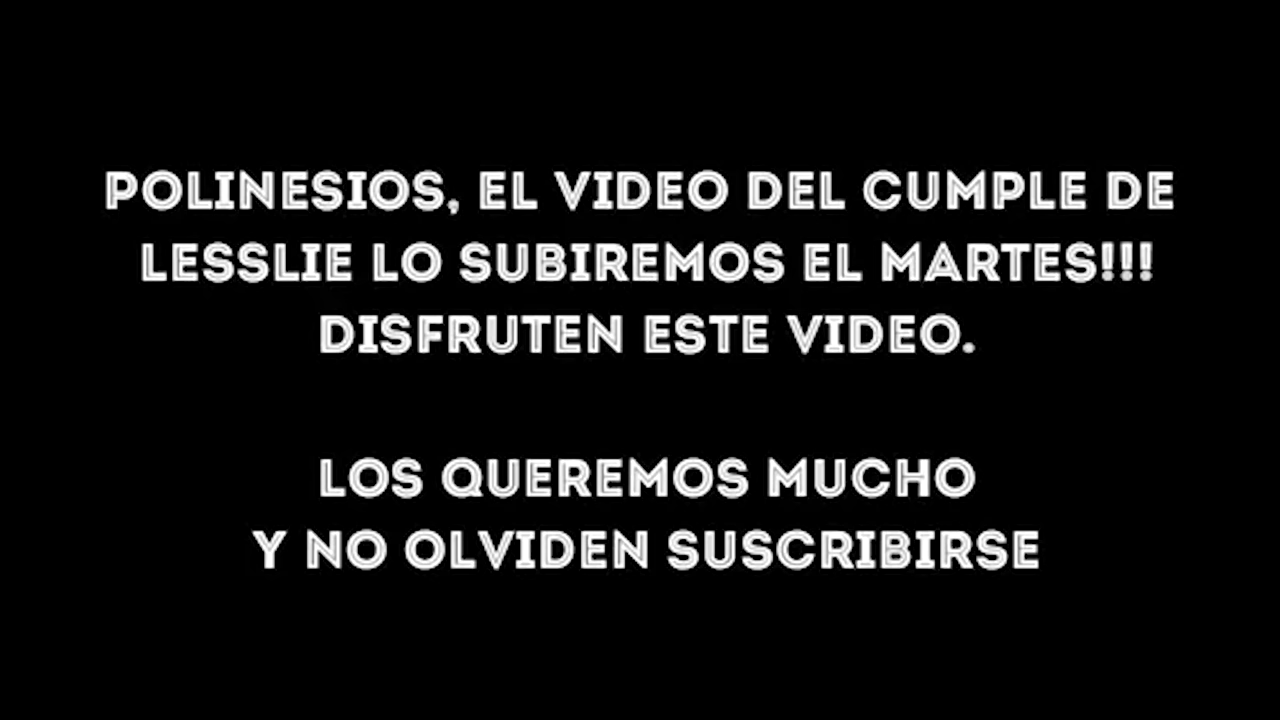 POLINESIOS, EL VIDEO DEL CUMPLE DE
LESSLIE LO SUBIREMOS EL MARTES!!!
DISFRUTEN ESTE VIDEO.
LOS QUEREMOS MUCHO
Y NO OLVIDEN SUSCRIBIRSE